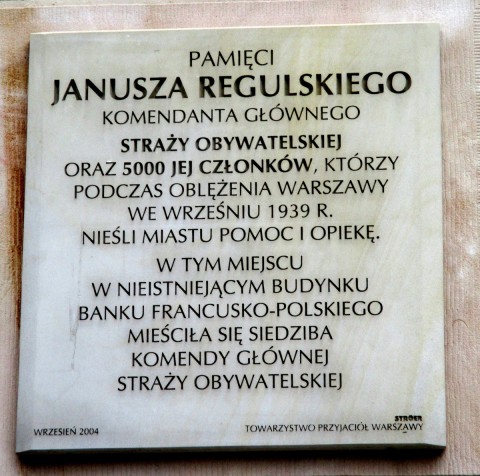 PAMIĘCI
JANUSZA REGULSKIEGO
KOMENDANTA GŁÓWNEGO
STRAŻY OBYWATELSKIEJ
ORAZ 5000 JEJ CZŁONKÓW, KTÓRZY
PODCZAS OBLĘŻENIA WARSZAWY
WE WRZEŚNIU 1939 R.
NIEŚLI MIASTU POMOC I OPIEKĘ.
W TYM MIEJSCU
W NIEISTNIEJĄCYM BUDYNKU
BANKU FRANCUSKO-POLSKIEGO
MIEŚCIŁA SIĘ SIEDZIBA
KOMENDY GŁÓWNEJ
STRAŻY OBYWATELSKIEJ
STRÖER
WRZESIEŃ 2004 TOWARZYSTWO PRZYJACIÓŁ WARSZAWY